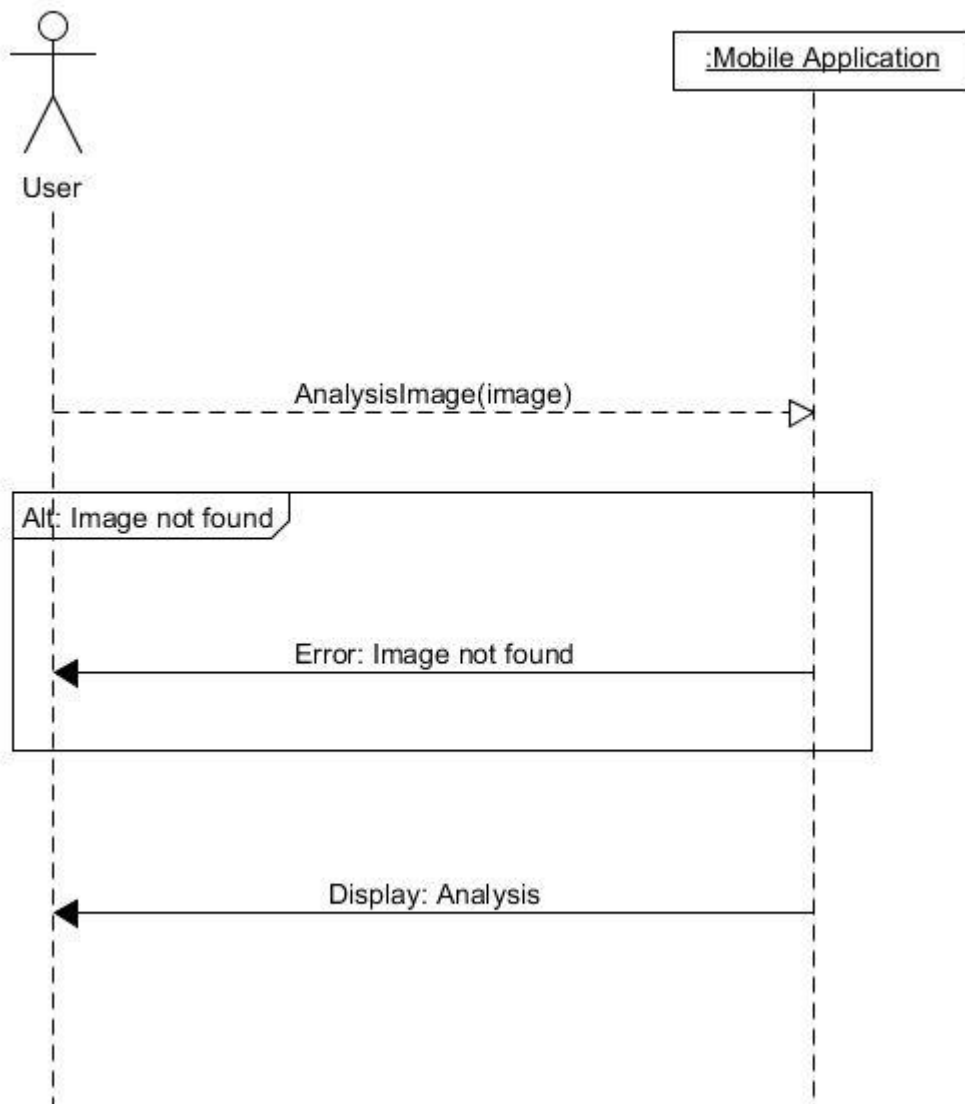 :Mobile Application
User
AnalysisImage(image)
Alt: Image not found
Error: Image not found
Display: Analysis